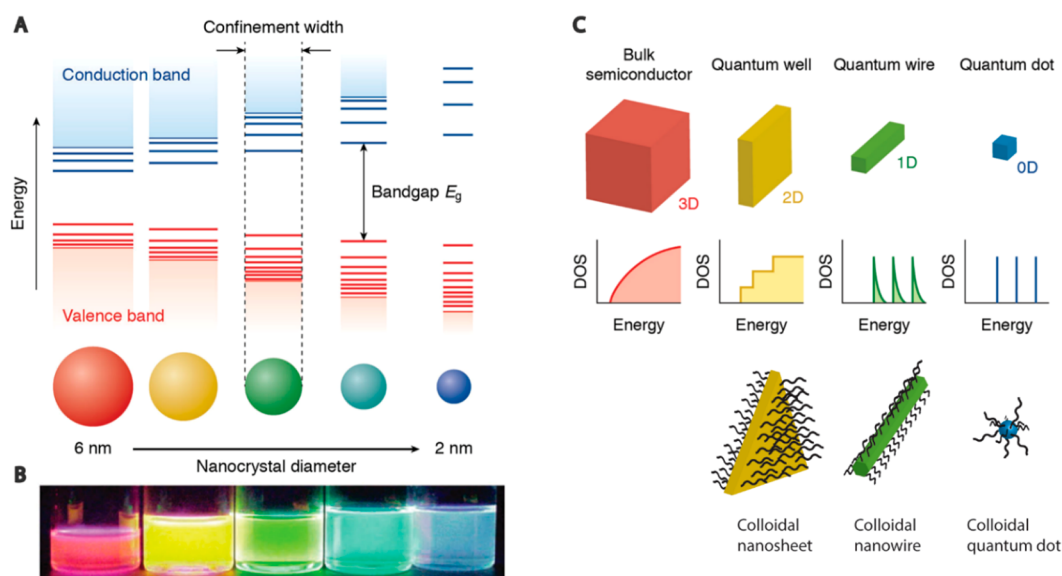 A
Confinement width
Conduction band
Energy
Bandgap Eg
Valence band
6 nm
2 nm
Nanocrystal diameter
B
C
Bulk
semiconductor
Quantum well
Quantum wire
Quantum dot
3D
2D
1D
0D
DOS
DOS
DOS
DOS
Energy
Energy
Energy
Energy
Colloidal
nanosheet
Colloidal
nanowire
Colloidal
quantum dot